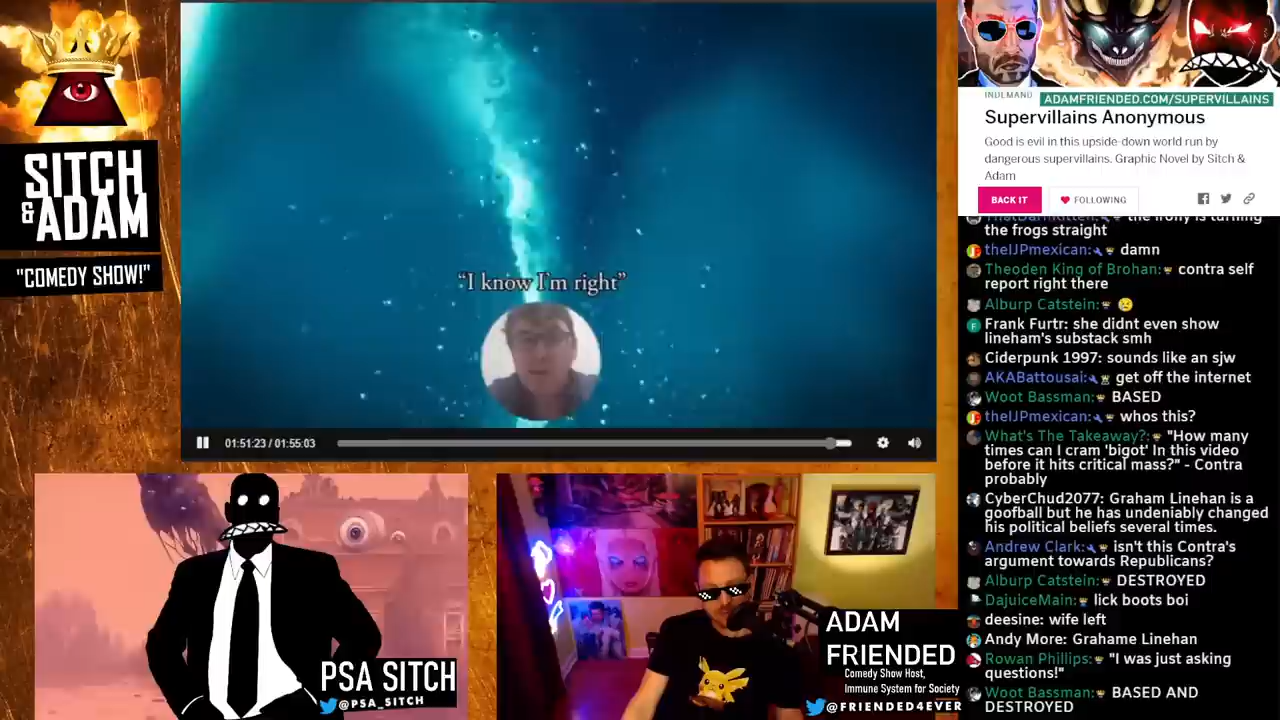 SITCH
& ADAM
"COMEDY SHOW!"
"I know I'm right"
01:51:23 / 01:55:03
PSA SITCH
@PSA_SITCH
ADAM
FRIENDED
Comedy Show Host,
Immune System for Society
@FRIENDED4EVER
INDEMAND
ADAMFRIENDED.COM/SUPERVILLAINS
Supervillains Anonymous
Good is evil in this upside-down world run by
dangerous supervillains. Graphic Novel by Sitch &
Adam
BACK IT
FOLLOWING
ThatDarnKitten: the irony is turning
the frogs straight
theIJPmexican: damn
Theoden King of Brohan: contra self
report right there
Alburp Catstein: 😢
Frank Furtr: she didnt even show
lineham's substack smh
Ciderpunk 1997: sounds like an sjw
AKABattousai: get off the internet
Woot Bassman: BASED
theIJPmexican: whos this?
What's The Takeaway?: "How many
times can I cram 'bigot' In this video
before it hits critical mass?" - Contra
probably
CyberChud2077: Graham Linehan is a
goofball but he has undeniably changed
his political beliefs several times.
Andrew Clark: isn't this Contra's
argument towards Republicans?
Alburp Catstein: DESTROYED
DajuiceMain: lick boots boi
deesine: wife left
Andy More: Grahame Linehan
Rowan Phillips: "I was just asking
questions!"
Woot Bassman: BASED AND
DESTROYED